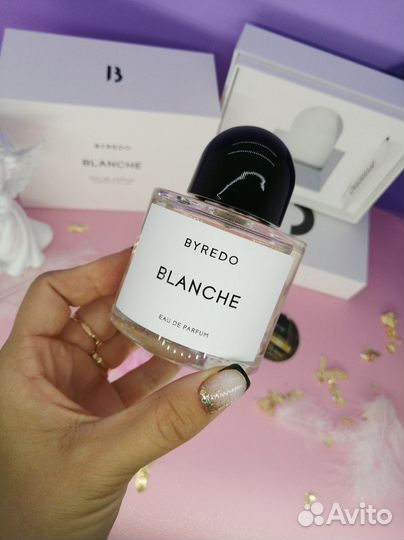 B
BYREDO
BLANCHE
EAU DE PARFUM
BYREDO
BLANCHE
EAU DE PARFUM
Avito